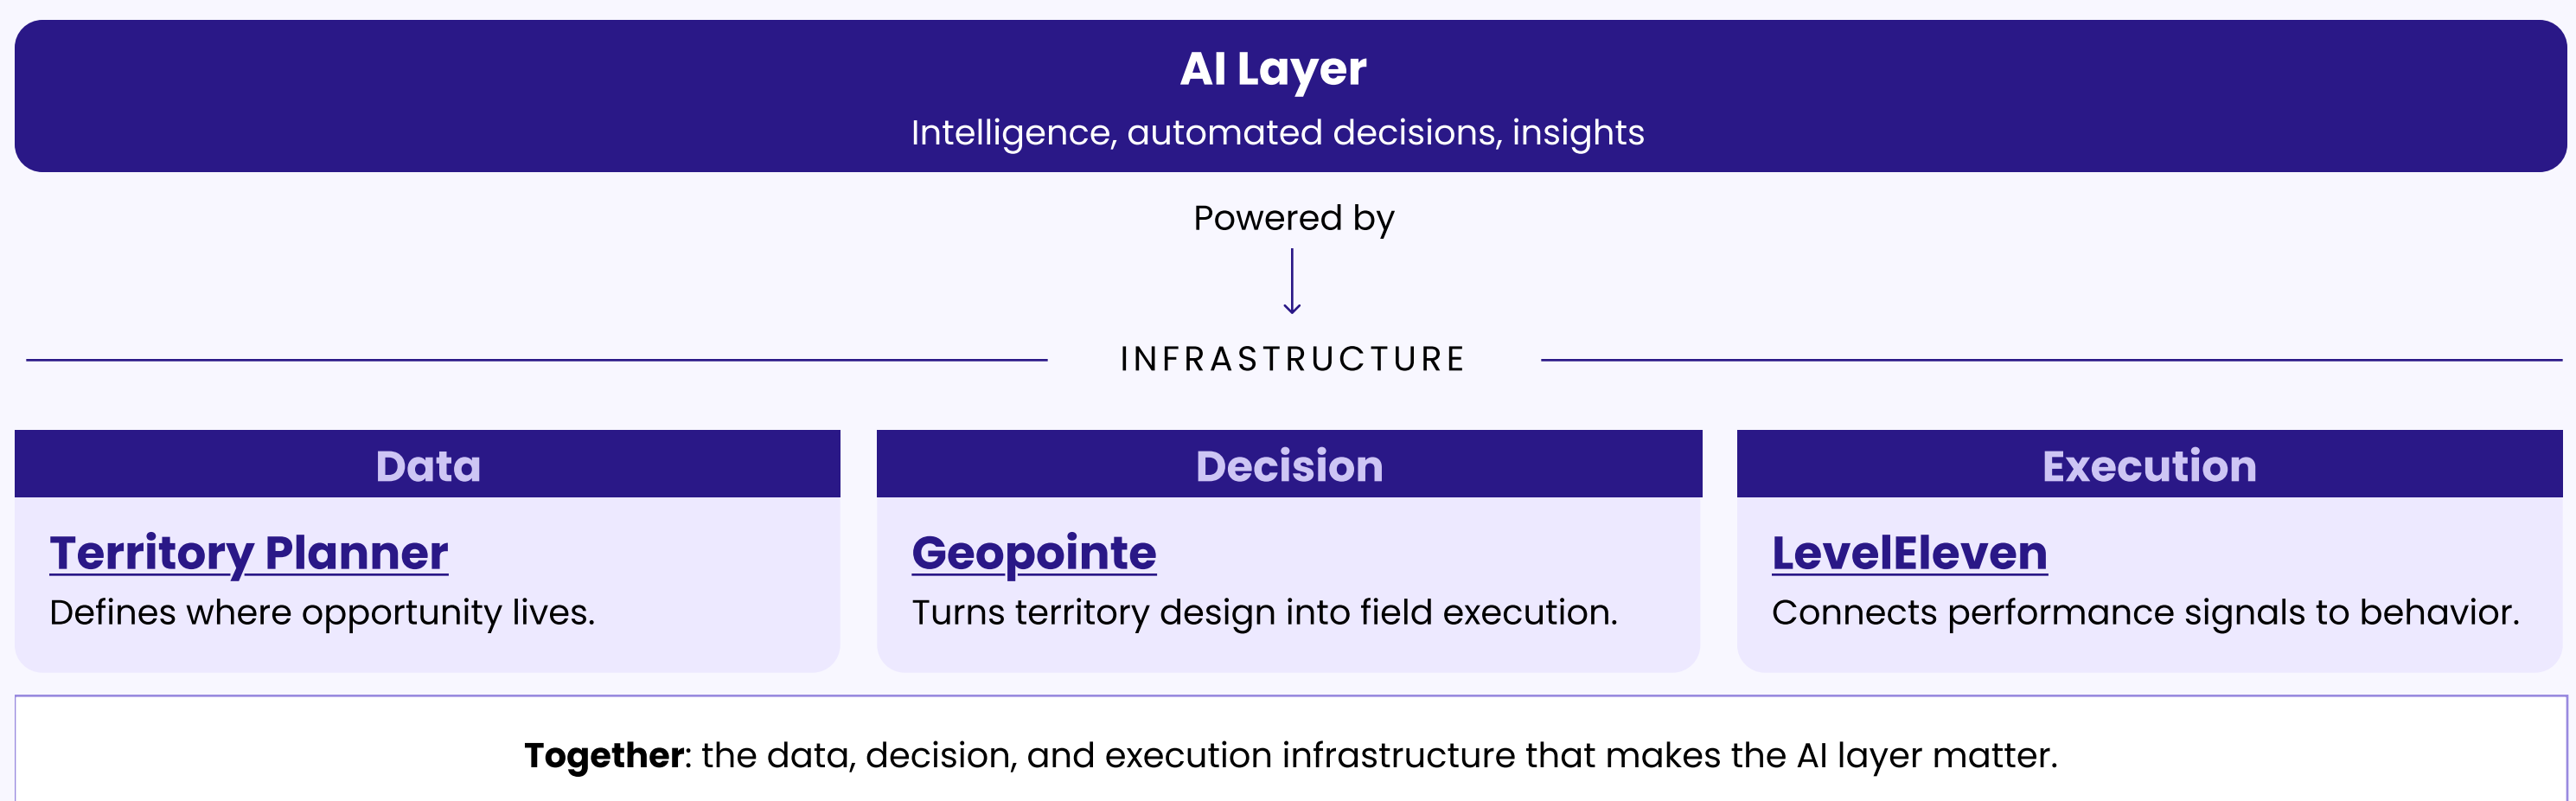 AI Layer
Intelligence, automated decisions, insights
Powered by
INFRASTRUCTURE
Data
Territory Planner
Defines where opportunity lives.
Decision
Geopointe
Turns territory design into field execution.
Execution
LevelEleven
Connects performance signals to behavior.
Together: the data, decision, and execution infrastructure that makes the AI layer matter.